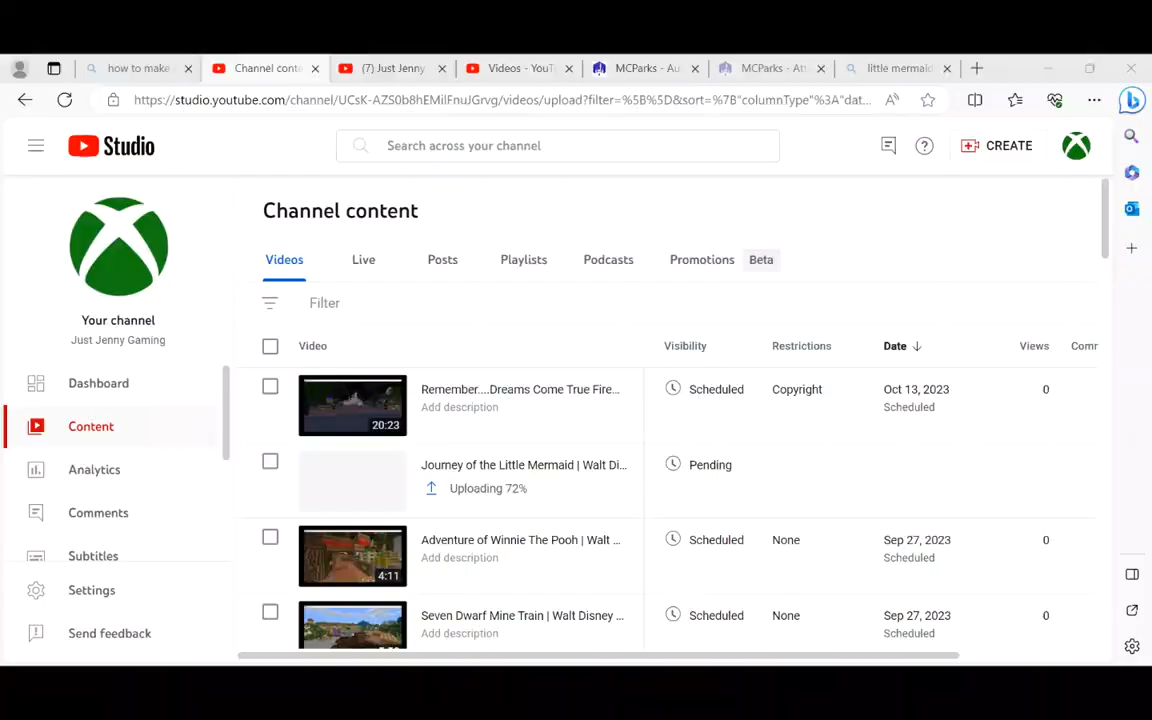 how to make
Channel conte
(7) Just Jenny
Videos - YouT
MCParks - Au
MCParks - Att
little mermaid
https://studio.youtube.com/channel/UCsK-AZS0b8hEMilFnuJGrvg/videos/upload?filter=%5B%5D&sort=%7B"columnType"%3A"dat...
Studio
Search across your channel
CREATE
Your channel
Just Jenny Gaming
Dashboard
Content
Analytics
Comments
Subtitles
Settings
Send feedback
Channel content
Videos Live Posts Playlists Podcasts Promotions Beta
Filter
Video Visibility Restrictions Date Views Comr
Remember....Dreams Come True Fire... Scheduled Copyright Oct 13, 2023 0
Add description Scheduled
20:23
Journey of the Little Mermaid | Walt Di... Pending
Uploading 72%
Adventure of Winnie The Pooh | Walt ... Scheduled None Sep 27, 2023 0
Add description Scheduled
4:11
Seven Dwarf Mine Train | Walt Disney ... Scheduled None Sep 27, 2023 0
Add description Scheduled